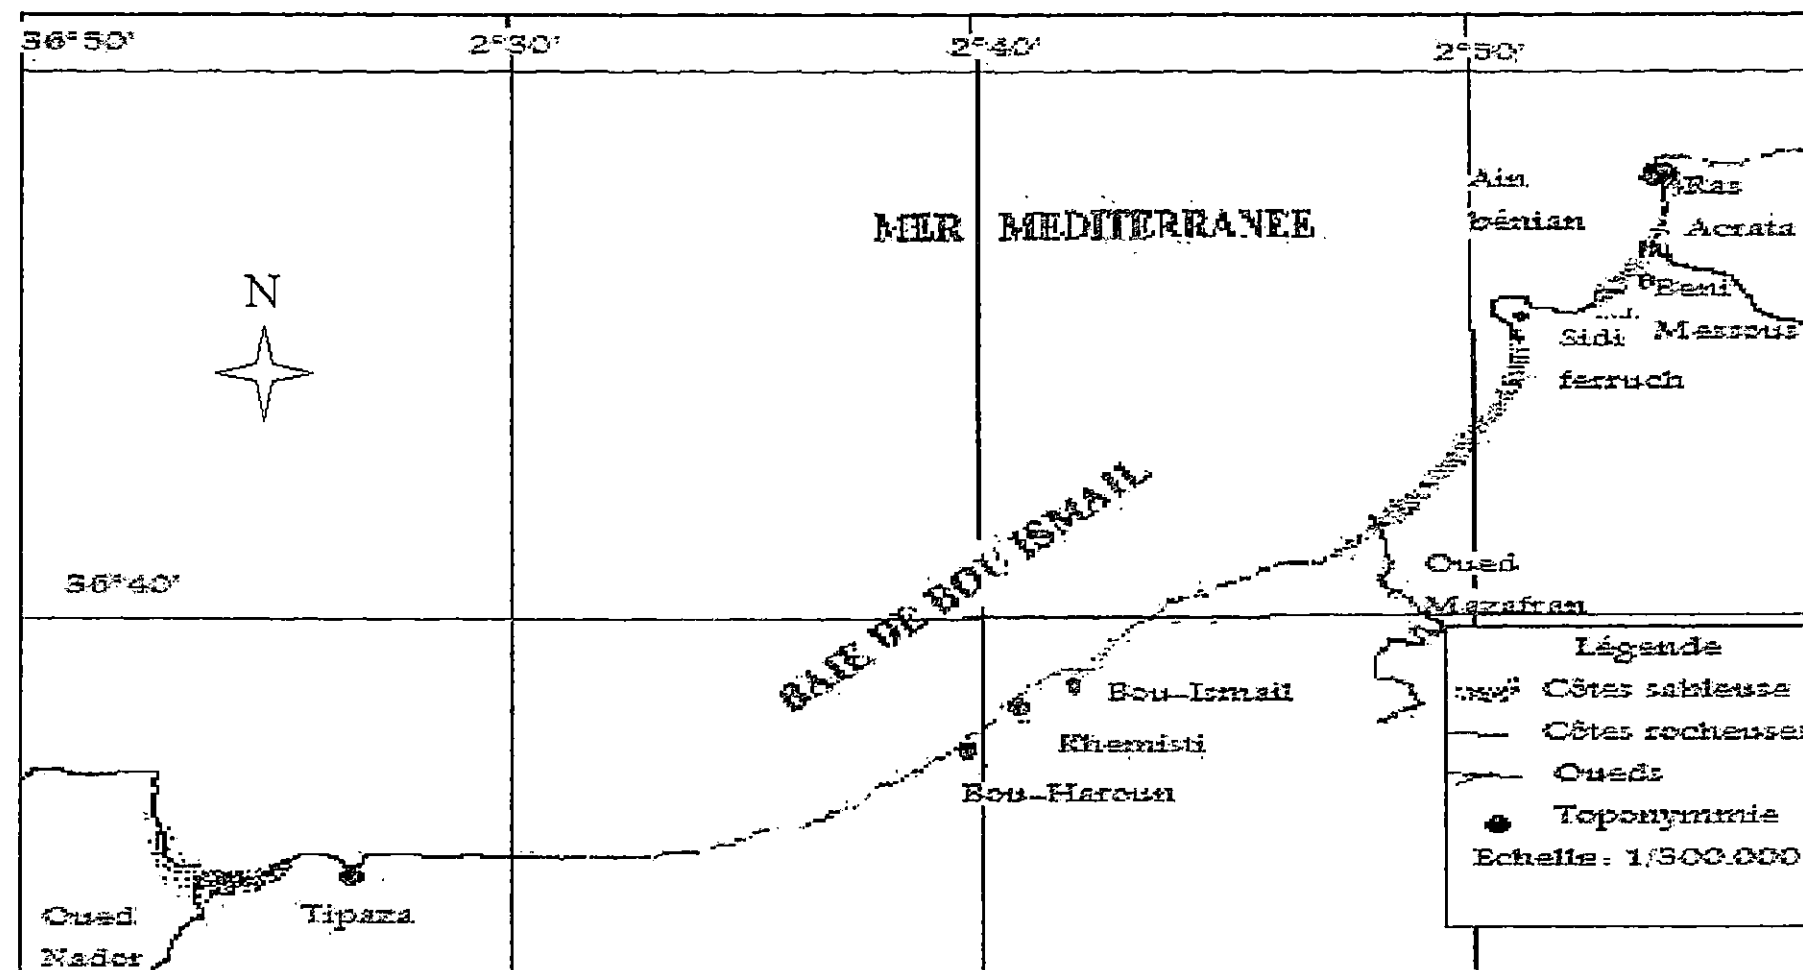 36°50'
2°30'
2°40'
2°50'
Ain
bénian
Ras
Acrata
MER MEDITERRANEE
N
Beni
Messous
Sidi
ferruch
BAIE DE BOU ISMAIL
36°40'
Oued
Mazafran
Légende
Côtes sableuse
Côtes rocheuses
Oueds
Toponymmie
Echelle: 1/300.000
Bou-Ismail
Khemisti
Bou-Haroun
Tipaza
Oued
Nador